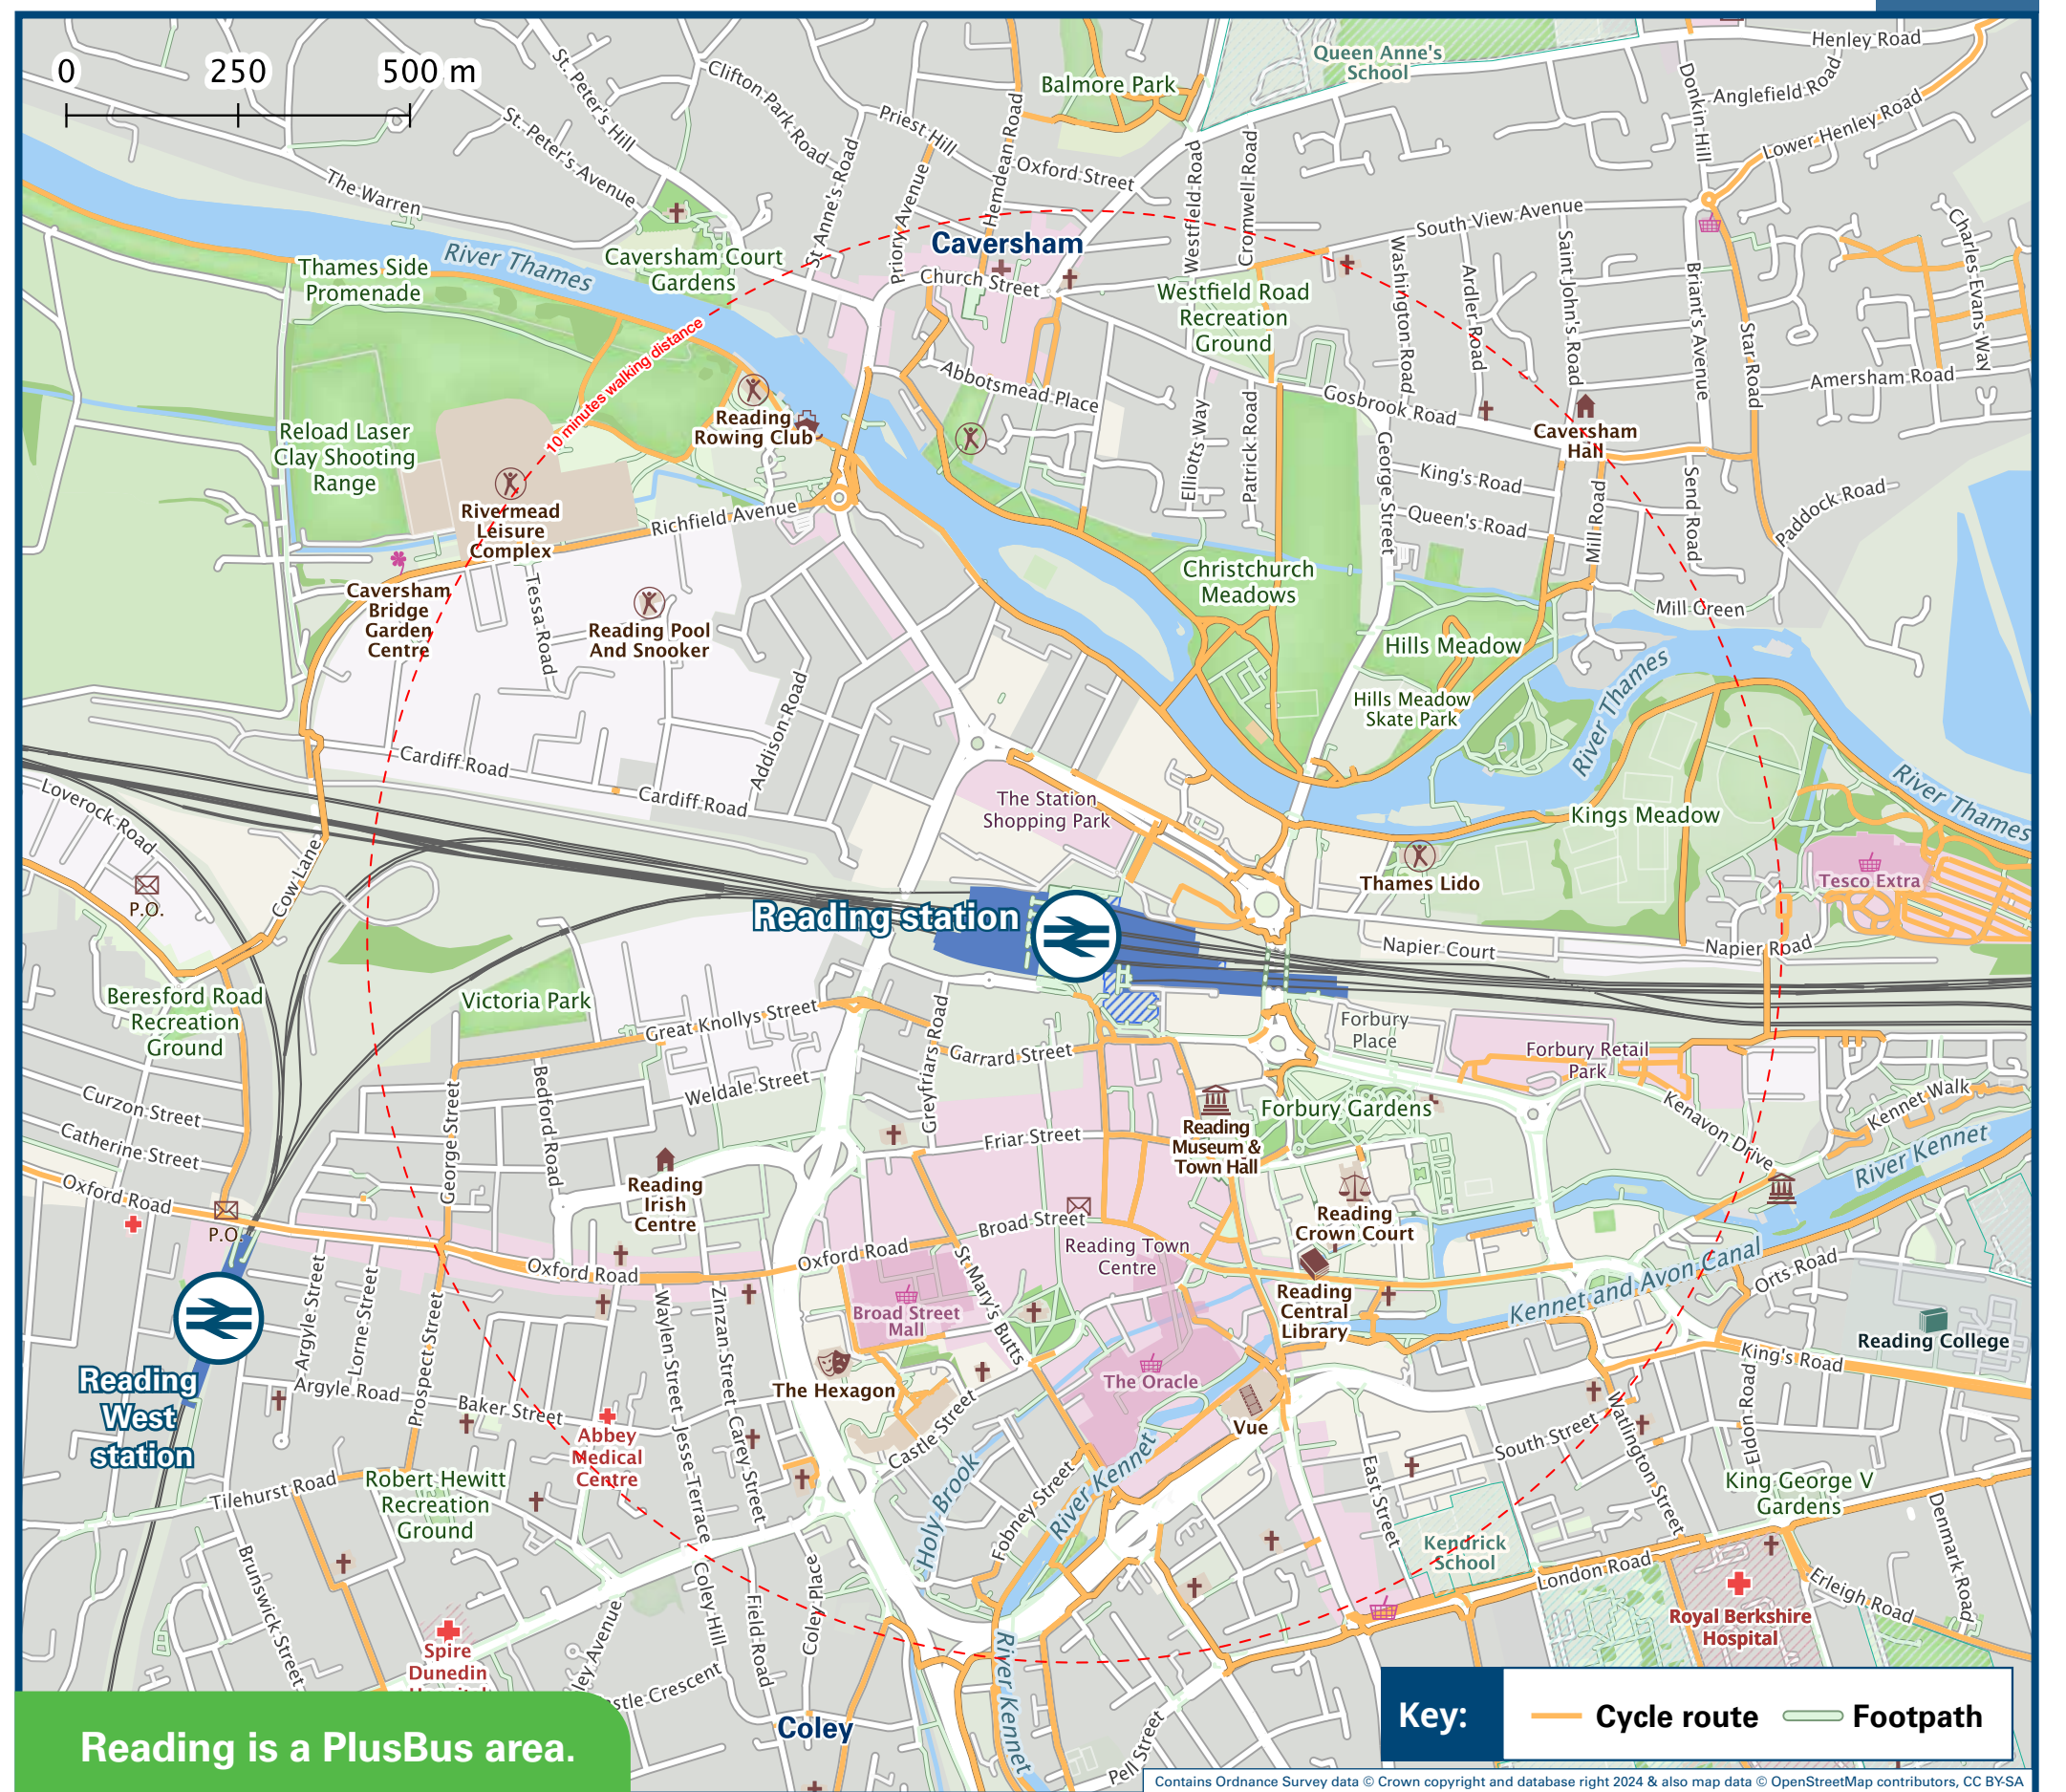 0 250 500 m
St. Peter's Hill
Clifton Park Road
Balmore Park
Queen Anne's
School
Henley Road
Donkin Hill
Anglefield Road
Lower Henley Road
St. Peter's Avenue
Priest Hill
Hemdean Road
Oxford Street
The Warren
St Anne's Road
Priory Avenue
Westfield Road
Cromwell Road
South View Avenue
Charles Evans Way
River Thames
Caversham
Caversham Court
Gardens
Thames Side
Promenade
Church Street
Westfield Road
Recreation
Ground
Washington Road
Ardler Road
Saint John's Road
Briant's Avenue
Star Road
10 minutes walking distance
Abbotsmead Place
Amersham Road
Gosbrook Road
Reading
Rowing Club
Reload Laser
Clay Shooting
Range
Caversham
Hall
Elliotts Way
Patrick Road
George Street
King's Road
Queen's Road
Mill Road
Send Road
Paddock Road
Rivermead
Leisure
Complex
Richfield Avenue
Caversham
Bridge
Garden
Centre
Tessa Road
Reading Pool
And Snooker
Christchurch
Meadows
Mill Green
Hills Meadow
Hills Meadow
Skate Park
River Thames
Addison Road
Cardiff Road
Cardiff Road
The Station
Shopping Park
Kings Meadow
River Thames
Loverock Road
P.O.
Cow Lane
Thames Lido
Tesco Extra
Reading station
Napier Court
Napier Road
Beresford Road
Recreation
Ground
Victoria Park
Great Knollys Street
Greyfriars Road
Garrard Street
Forbury
Place
Forbury Retail
Park
Weldale Street
Bedford Road
George Street
Curzon Street
Catherine Street
Oxford Road
Reading
Museum &
Town Hall
Forbury Gardens
Kenavon Drive
Kennet Walk
River Kennet
Friar Street
Reading
Irish
Centre
P.O.
Broad Street
Reading Town
Centre
Reading
Crown Court
Oxford Road
Oxford Road
Kennet and Avon Canal
Orts Road
Reading College
Broad Street
Mall
St Mary's Butts
Reading
Central
Library
Argyle Street
Lorne Street
Prospect Street
Waylen Street
Zinzan Street
The Hexagon
The Oracle
Vue
King's Road
Reading
West
station
Argyle Road
Baker Street
Abbey
Medical
Centre
Jesse Terrace
Carey Street
Castle Street
Holy Brook
Fobney Street
River Kennet
East Street
South Street
Watlington Street
Eldon Road
King George V
Gardens
Denmark Road
Tilehurst Road
Robert Hewitt
Recreation
Ground
Kendrick
School
London Road
Erleigh Road
Royal Berkshire
Hospital
Brunswick Street
Spire
Dunedin
Coley Hill
Field Road
Coley Place
River Kennet
Coley
Pell Street
Reading is a PlusBus area.
Key: Cycle route Footpath
Contains Ordnance Survey data © Crown copyright and database right 2024 & also map data © OpenStreetMap contributors, CC BY-SA